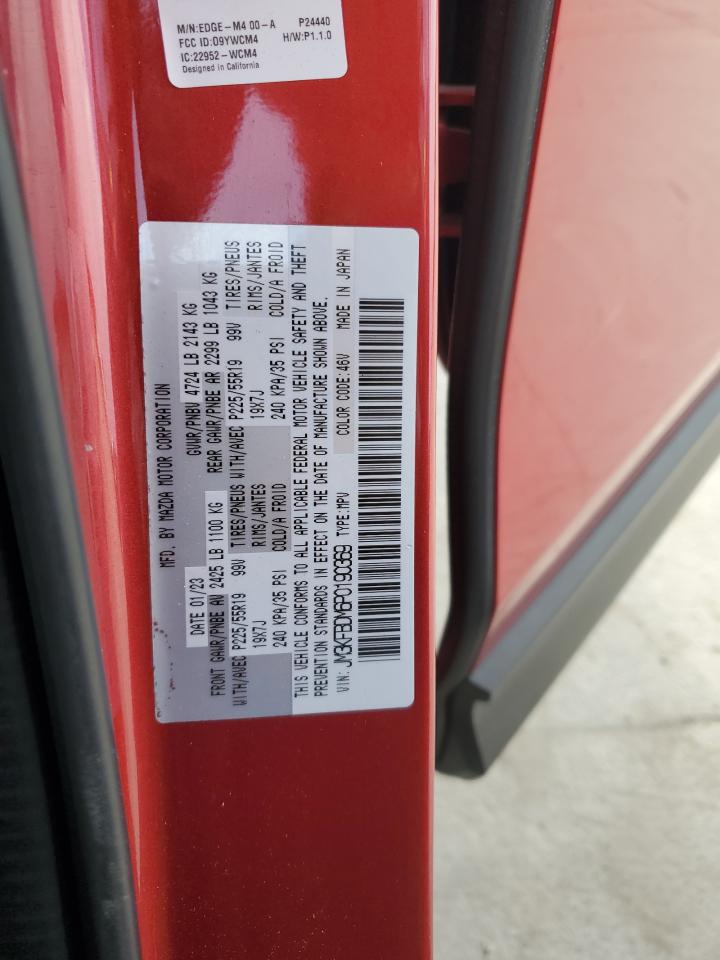 M/N:EDGE-M4 00-A P24440
FCC ID:O9YWCM4 H/W:P1.1.0
IC:22952-WCM4
Designed in California
MFD. BY MAZDA MOTOR CORPORATION
DATE 01/23 GVWR/PNBV 4724 LB 2143 KG
FRONT GAWR/PNBE AV 2425 LB 1100 KG REAR GAWR/PNBE AR 2299 LB 1043 KG
WITH/AVEC P225/55R19 99V TIRES/PNEUS WITH/AVEC P225/55R19 99V TIRES/PNEUS
19X7J RIMS/JANTES 19X7J RIMS/JANTES
240 KPA/35 PSI COLD/A FROID 240 KPA/35 PSI COLD/A FROID
THIS VEHICLE CONFORMS TO ALL APPLICABLE FEDERAL MOTOR VEHICLE SAFETY AND THEFT
PREVENTION STANDARDS IN EFFECT ON THE DATE OF MANUFACTURE SHOWN ABOVE.
VIN: JM3KFBDM6P0190369 TYPE:MPV COLOR CODE:46V MADE IN JAPAN